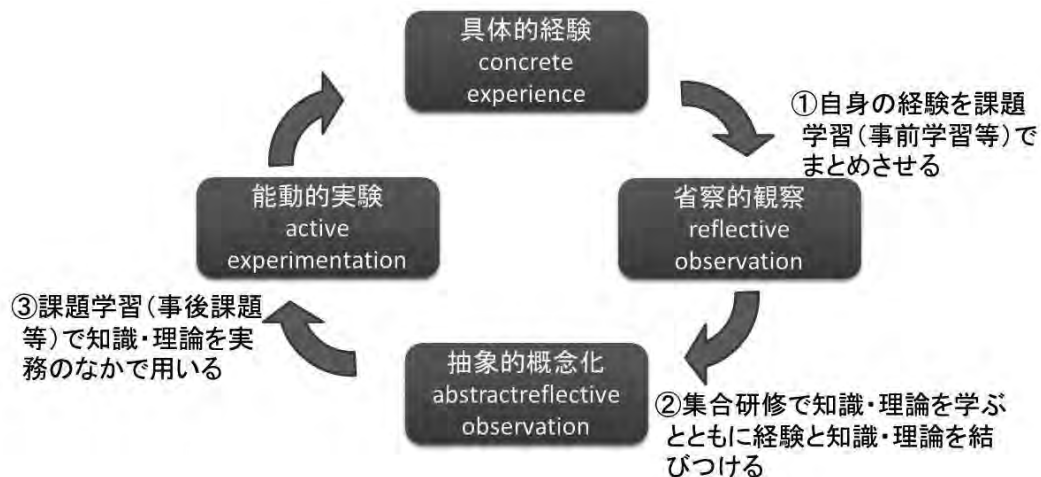 具体的経験
concrete
experience
①自身の経験を課題
学習(事前学習等)で
まとめさせる
省察的観察
reflective
observation
②集合研修で知識・理論を学ぶ
とともに経験と知識・理論を結
びつける
抽象的概念化
abstractreflective
observation
③課題学習(事後課題
等)で知識・理論を実
務のなかで用いる
能動的実験
active
experimentation